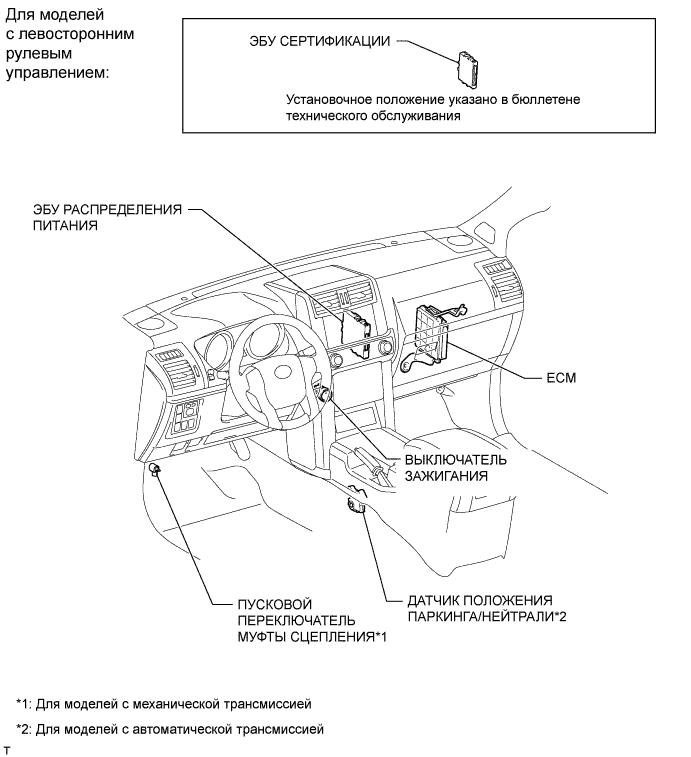 Для моделей
с левосторонним
рулевым
управлением:
ЭБУ СЕРТИФИКАЦИИ
Установочное положение указано в бюллетене
технического обслуживания
ЭБУ РАСПРЕДЕЛЕНИЯ
ПИТАНИЯ
ECM
ВЫКЛЮЧАТЕЛЬ
ЗАЖИГАНИЯ
ПУСКОВОЙ
ПЕРЕКЛЮЧАТЕЛЬ
МУФТЫ СЦЕПЛЕНИЯ*1
ДАТЧИК ПОЛОЖЕНИЯ
ПАРКИНГА/НЕЙТРАЛИ*2
*1: Для моделей с механической трансмиссией
*2: Для моделей с автоматической трансмиссией
T